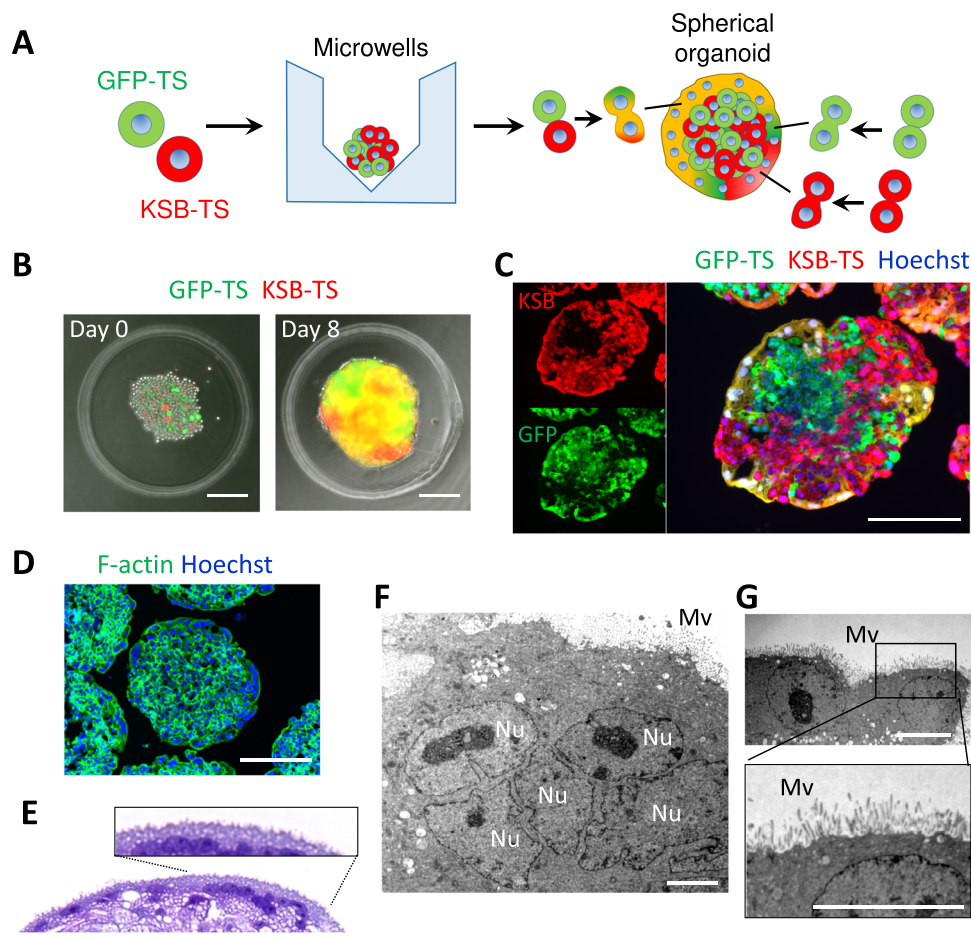 A
GFP-TS
KSB-TS
Microwells
Spherical
organoid
B
GFP-TS KSB-TS
Day 0
Day 8
C
GFP-TS KSB-TS Hoechst
KSB
GFP
D
F-actin Hoechst
E
F
Mv
Nu
Nu
Nu
Nu
Nu
G
Mv
Mv